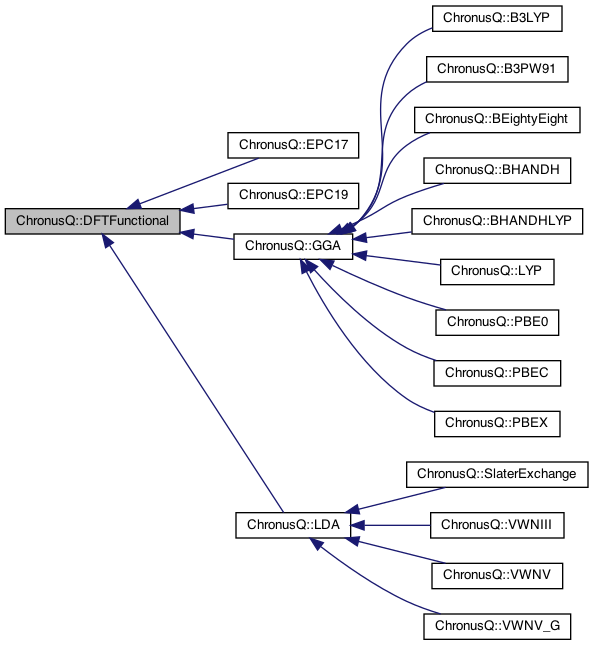 ChronusQ::B3LYP
ChronusQ::B3PW91
ChronusQ::BEightyEight
ChronusQ::EPC17
ChronusQ::BHANDH
ChronusQ::EPC19
ChronusQ::DFTFunctional
ChronusQ::BHANDHLYP
ChronusQ::GGA
ChronusQ::LYP
ChronusQ::PBE0
ChronusQ::PBEC
ChronusQ::PBEX
ChronusQ::SlaterExchange
ChronusQ::LDA
ChronusQ::VWNIII
ChronusQ::VWNV
ChronusQ::VWNV_G